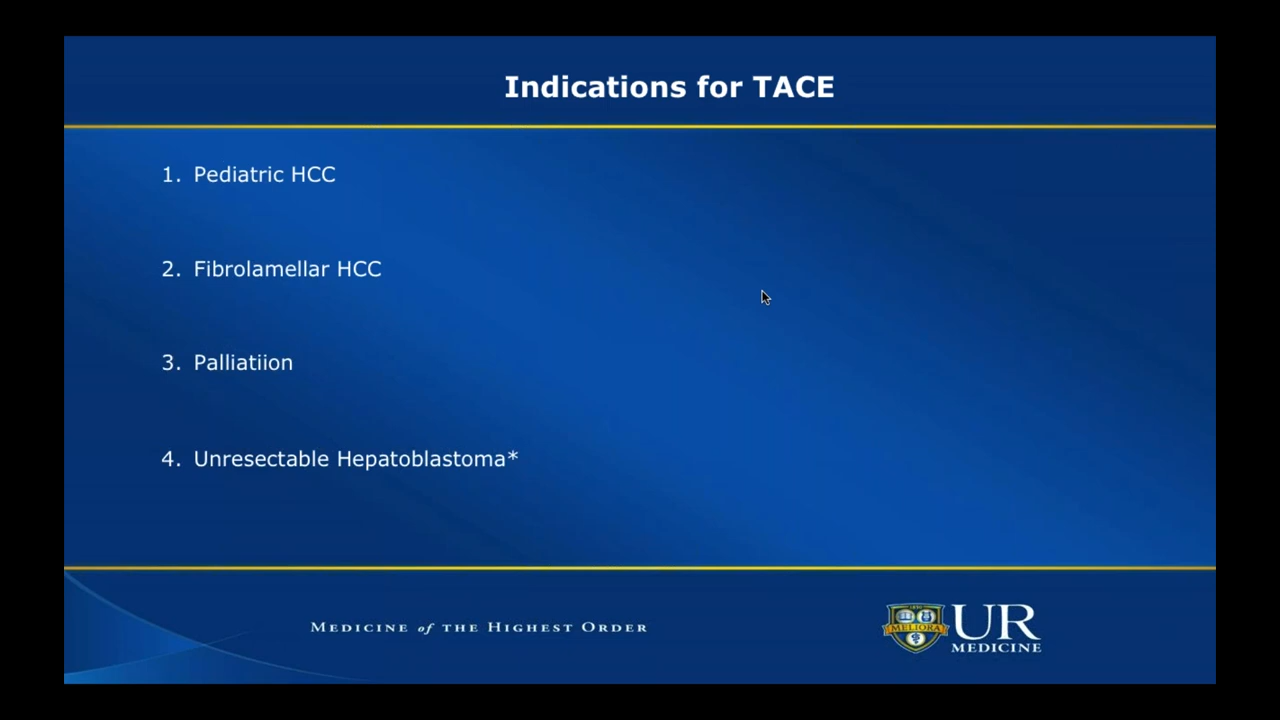 Indications for TACE
1. Pediatric HCC
2. Fibrolamellar HCC
3. Palliatiion
4. Unresectable Hepatoblastoma*
MEDICINE of THE HIGHEST ORDER
MELIORA
UR
MEDICINE